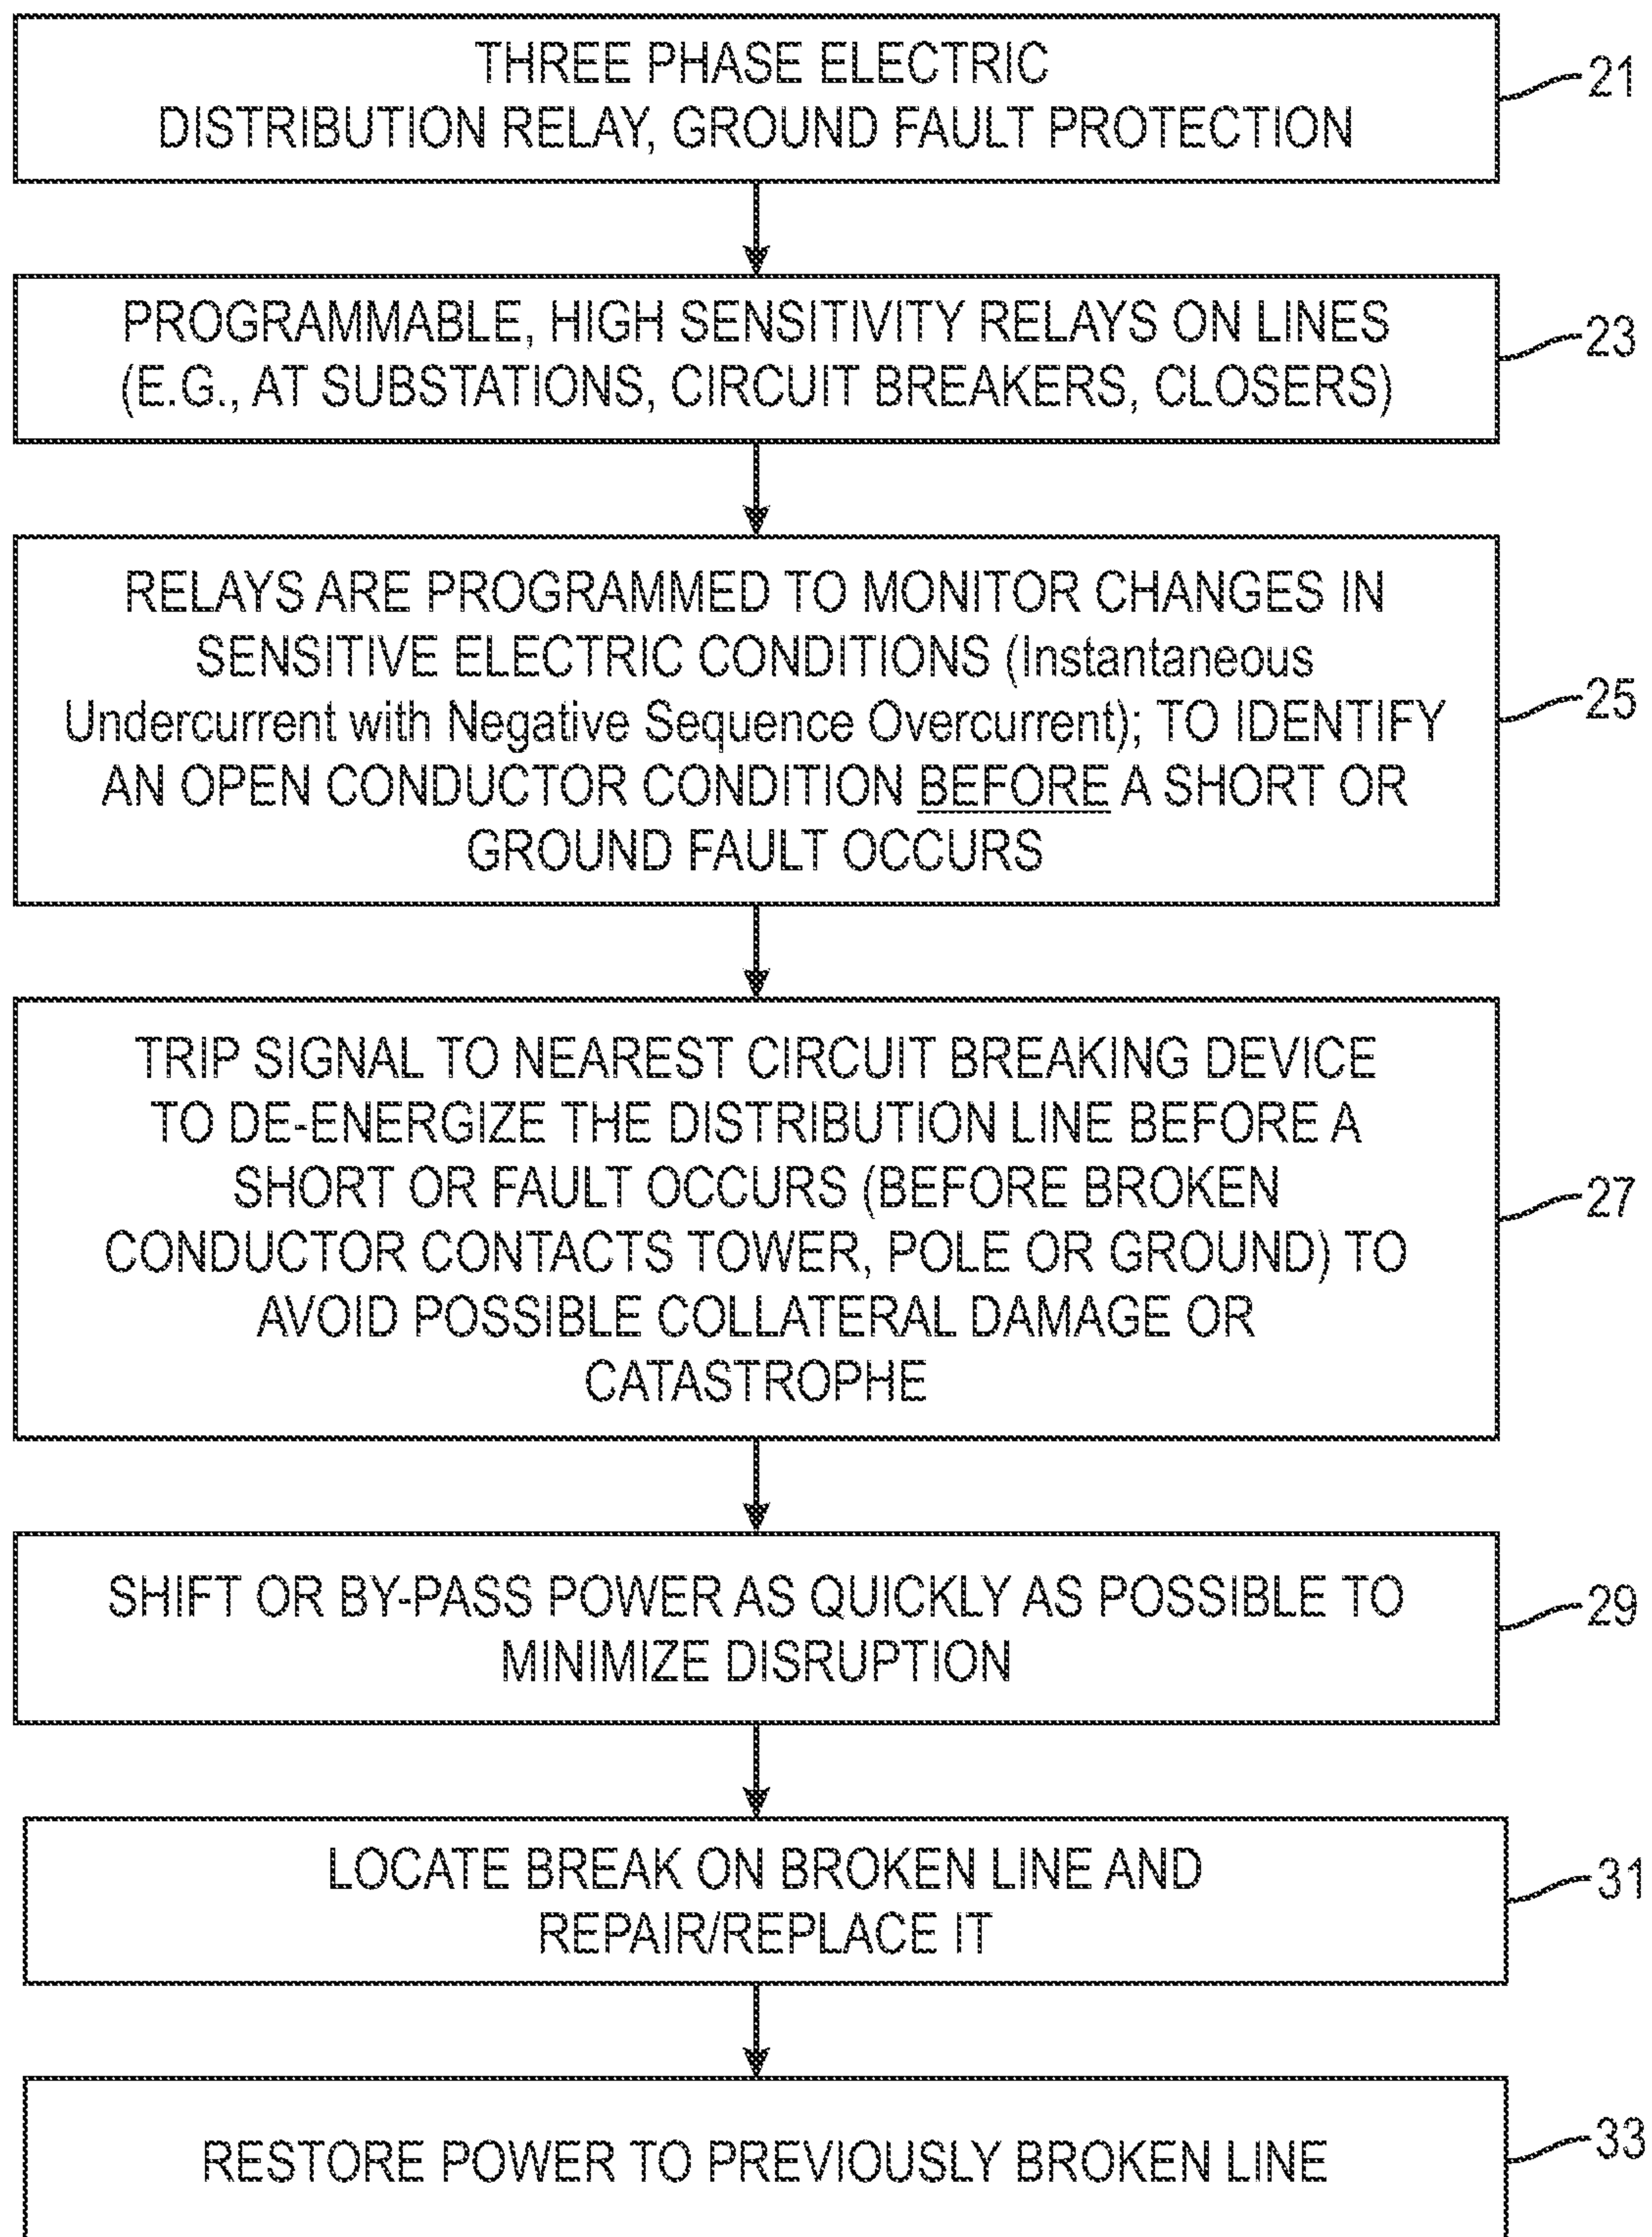 THREE PHASE ELECTRIC
DISTRIBUTION RELAY, GROUND FAULT PROTECTION
21
PROGRAMMABLE, HIGH SENSITIVITY RELAYS ON LINES
(E.G., AT SUBSTATIONS, CIRCUIT BREAKERS, CLOSERS)
23
RELAYS ARE PROGRAMMED TO MONITOR CHANGES IN
SENSITIVE ELECTRIC CONDITIONS (Instantaneous
Undercurrent with Negative Sequence Overcurrent); TO IDENTIFY
AN OPEN CONDUCTOR CONDITION BEFORE A SHORT OR
GROUND FAULT OCCURS
25
TRIP SIGNAL TO NEAREST CIRCUIT BREAKING DEVICE
TO DE-ENERGIZE THE DISTRIBUTION LINE BEFORE A
SHORT OR FAULT OCCURS (BEFORE BROKEN
CONDUCTOR CONTACTS TOWER, POLE OR GROUND) TO
AVOID POSSIBLE COLLATERAL DAMAGE OR
CATASTROPHE
27
SHIFT OR BY-PASS POWER AS QUICKLY AS POSSIBLE TO
MINIMIZE DISRUPTION
29
LOCATE BREAK ON BROKEN LINE AND
REPAIR/REPLACE IT
31
RESTORE POWER TO PREVIOUSLY BROKEN LINE
33